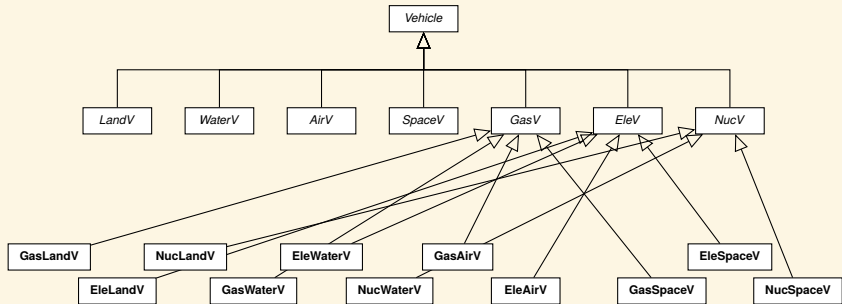 Vehicle
LandV WaterV AirV SpaceV GasV EleV NucV
GasLandV NucLandV EleWaterV GasAirV EleSpaceV
EleLandV GasWaterV NucWaterV EleAirV GasSpaceV NucSpaceV